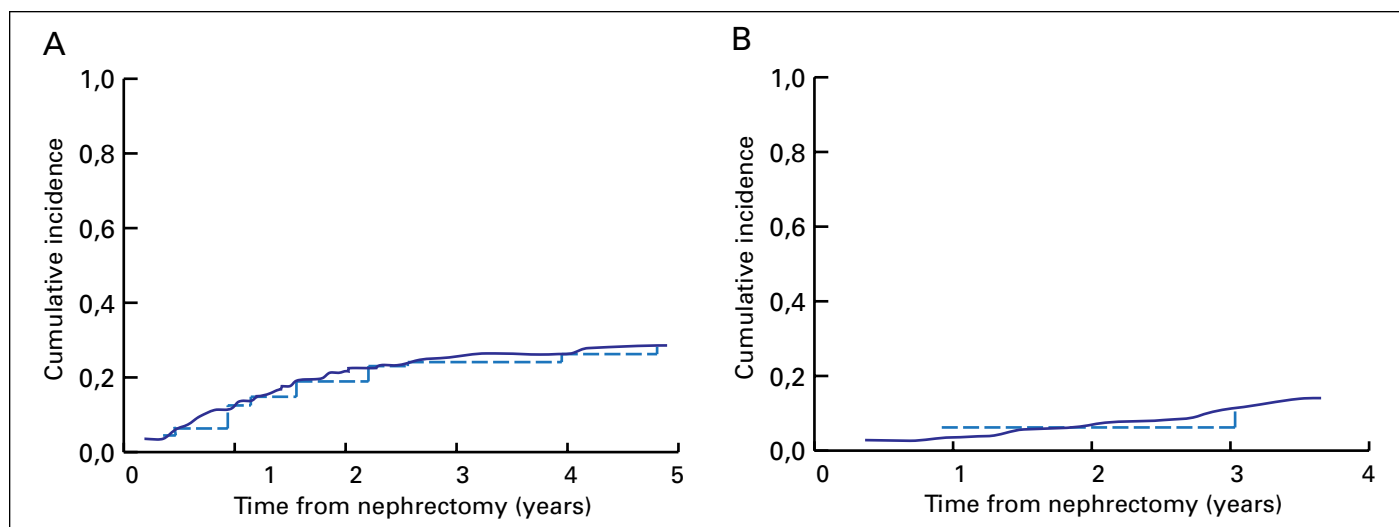 A
Cumulative incidence
1,0
0,8
0,6
0,4
0,2
0,0
0 1 2 3 4 5
Time from nephrectomy (years)
B
Cumulative incidence
1,0
0,8
0,6
0,4
0,2
0,0
0 1 2 3 4
Time from nephrectomy (years)